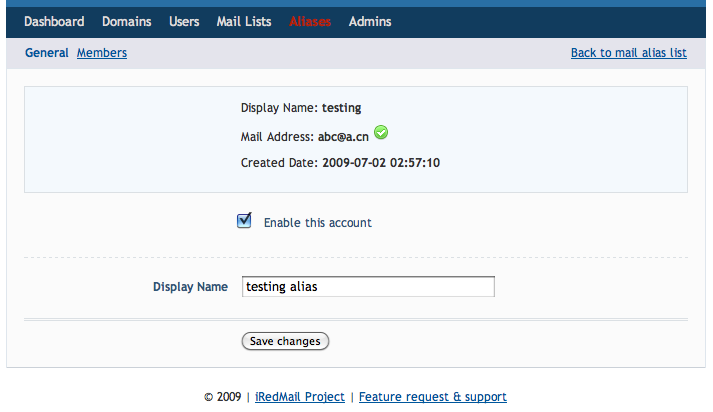 Dashboard Domains Users Mail Lists Aliases Admins
General Members Back to mail alias list
Display Name: testing
Mail Address: abc@a.cn
Created Date: 2009-07-02 02:57:10
Enable this account
Display Name testing alias
Save changes
© 2009 | iRedMail Project | Feature request & support